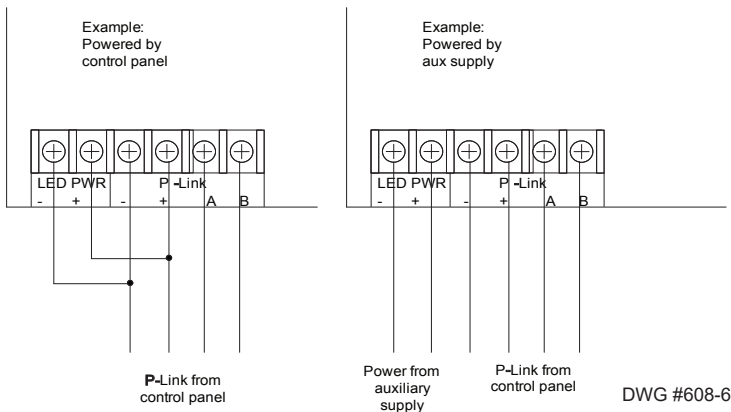 Example:
Powered by
control panel
Example:
Powered by
aux supply
LED PWR P -Link
- + - + A B
LED PWR P -Link
- + - + A B
P-Link from
control panel
Power from
auxiliary
supply
P-Link from
control panel
DWG #608-6